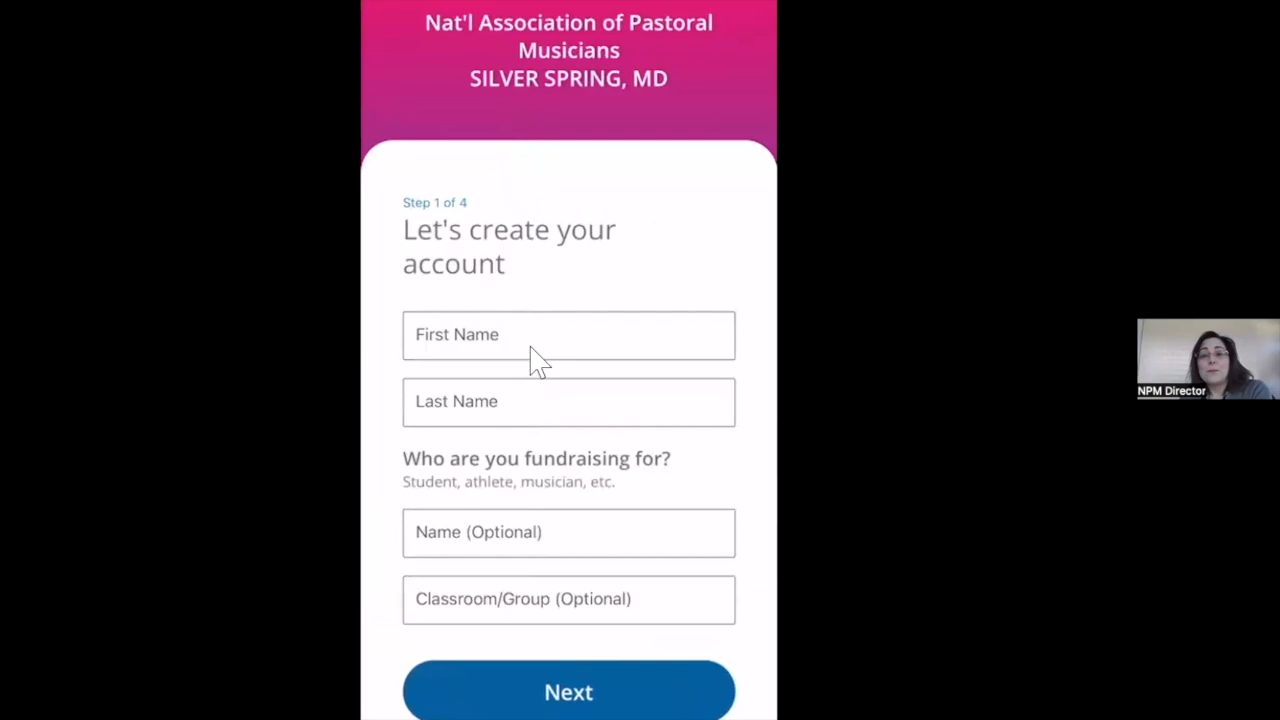 Nat'l Association of Pastoral
Musicians
SILVER SPRING, MD
Step 1 of 4
Let's create your
account
First Name
Last Name
Who are you fundraising for?
Student, athlete, musician, etc.
Name (Optional)
Classroom/Group (Optional)
Next
NPM Director